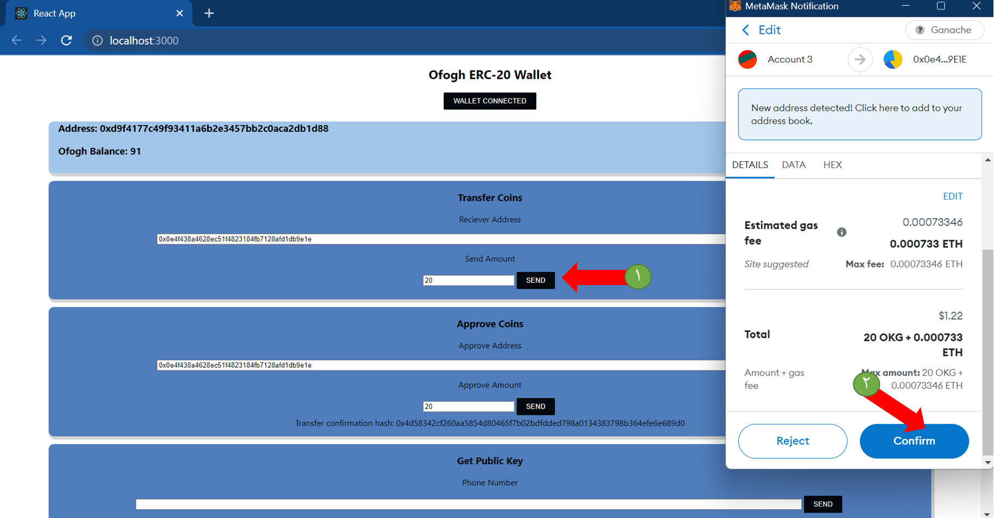 React App
localhost:3000
Ofogh ERC-20 Wallet
WALLET CONNECTED
Address: 0xd9f4177c49f93411a6b2e3457bb2c0aca2db1d88
Ofogh Balance: 91
Transfer Coins
Reciever Address
0x0e4f438a4628ec51f4823184fb7128afd1db9e1e
Send Amount
20
SEND
۱
Approve Coins
Approve Address
0x0e4f438a4628ec51f4823184fb7128afd1db9e1e
Approve Amount
20
SEND
Transfer confirmation hash: 0x4d58342cf260aa5854d80465f7b02bdfdded798a0134383798b364efe6e689d0
Get Public Key
Phone Number
SEND
MetaMask Notification
Edit
? Ganache
Account 3
0x0e4...9E1E
New address detected! Click here to add to your
address book.
DETAILS
DATA
HEX
EDIT
Estimated gas
fee
0.00073346
0.000733 ETH
Site suggested
Max fee: 0.00073346 ETH
$1.22
Total
20 OKG + 0.000733
ETH
Amount + gas
fee
Max amount: 20 OKG +
0.00073346 ETH
۲
Reject
Confirm